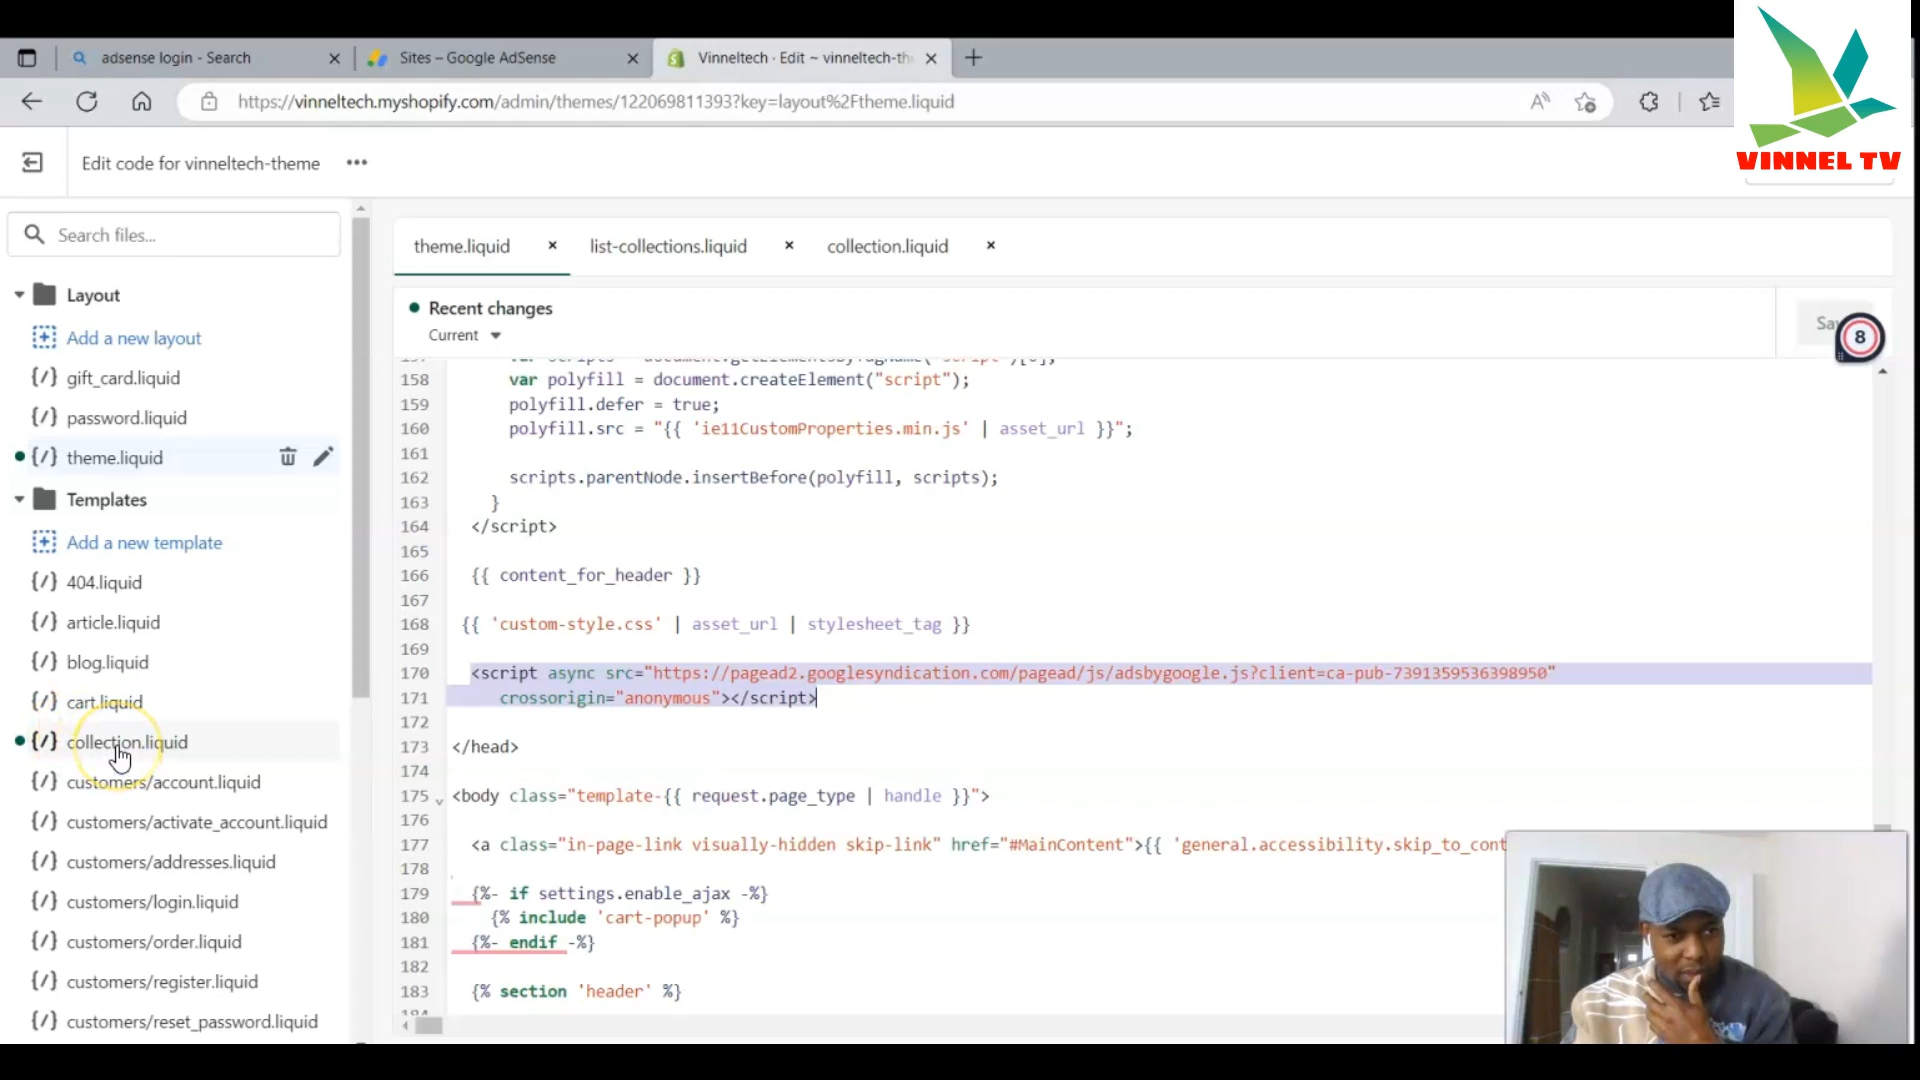 adsense login - Search
Sites – Google AdSense
Vinneltech · Edit ~ vinneltech-th
https://vinneltech.myshopify.com/admin/themes/122069811393?key=layout%2Ftheme.liquid
VINNEL TV
Edit code for vinneltech-theme
Search files...
Layout
Add a new layout
{/} gift_card.liquid
{/} password.liquid
{/} theme.liquid
Templates
Add a new template
{/} 404.liquid
{/} article.liquid
{/} blog.liquid
{/} cart.liquid
{/} collection.liquid
{/} customers/account.liquid
{/} customers/activate_account.liquid
{/} customers/addresses.liquid
{/} customers/login.liquid
{/} customers/order.liquid
{/} customers/register.liquid
{/} customers/reset_password.liquid
theme.liquid
list-collections.liquid
collection.liquid
Recent changes
Current
8
158 var polyfill = document.createElement("script");
159 polyfill.defer = true;
160 polyfill.src = "{{ 'ie11CustomProperties.min.js' | asset_url }}";
161
162 scripts.parentNode.insertBefore(polyfill, scripts);
163 }
164 </script>
165
166 {{ content_for_header }}
167
168 {{ 'custom-style.css' | asset_url | stylesheet_tag }}
169
170 <script async src="https://pagead2.googlesyndication.com/pagead/js/adsbygoogle.js?client=ca-pub-7391359536398950"
171 crossorigin="anonymous"></script>
172
173 </head>
174
175 <body class="template-{{ request.page_type | handle }}">
176
177 <a class="in-page-link visually-hidden skip-link" href="#MainContent">{{ 'general.accessibility.skip_to_cont
178
179 {%- if settings.enable_ajax -%}
180 {% include 'cart-popup' %}
181 {%- endif -%}
182
183 {% section 'header' %}